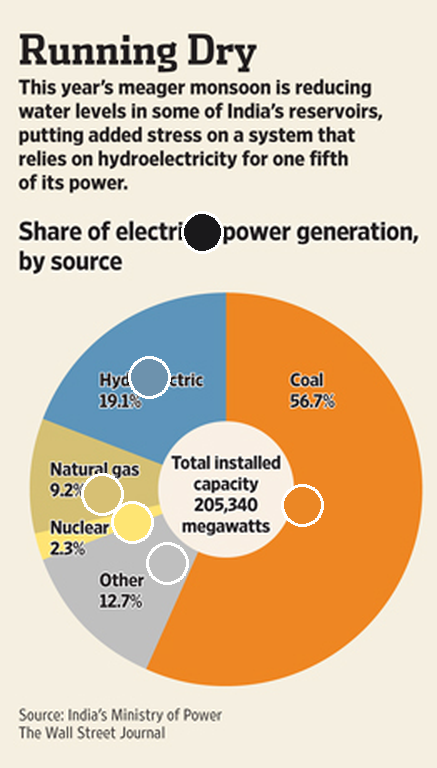 Running Dry
This year's meager monsoon is reducing
water levels in some of India's reservoirs,
putting added stress on a system that
relies on hydroelectricity for one fifth
of its power.
Share of power generation,
by source
19.1%
Coal
56.7%
Natural gas
9.2%
Nuclear
2.3%
Other
12.7%
Total installed
capacity
205,340
megawatts
Source: India's Ministry of Power
The Wall Street Journal